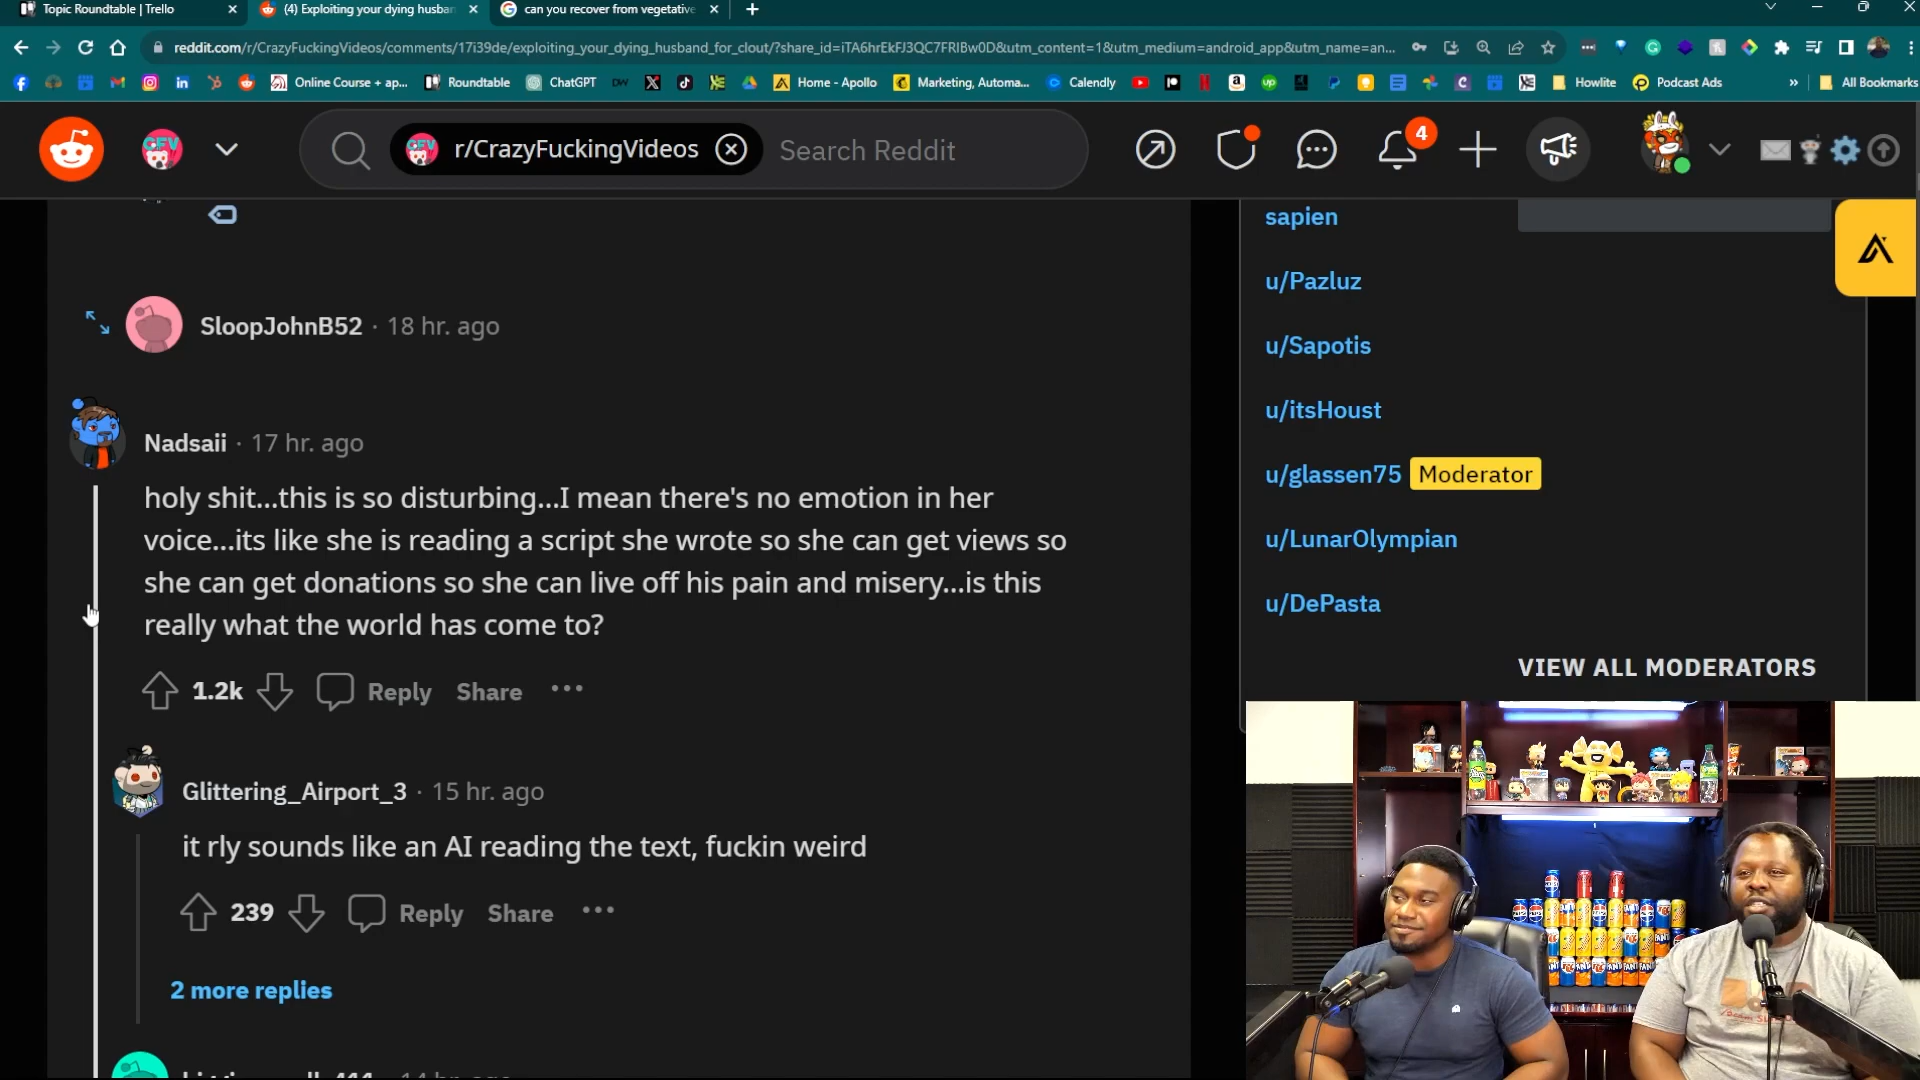 Topic Roundtable | Trello
(4) Exploiting your dying husban
can you recover from vegetative
reddit.com/r/CrazyFuckingVideos/comments/17i39de/exploiting_your_dying_husband_for_clout/?share_id=iTA6hrEkFJ3QC7FRIBw0D&utm_content=1&utm_medium=android_app&utm_name=an...
Online Course + ap...
Roundtable
ChatGPT
Home - Apollo
Marketing, Automa...
Calendly
Howlite
Podcast Ads
All Bookmarks
r/CrazyFuckingVideos
Search Reddit
4
sapien
u/Pazluz
u/Sapotis
u/itsHoust
u/glassen75 Moderator
u/LunarOlympian
u/DePasta
VIEW ALL MODERATORS
SloopJohnB52 · 18 hr. ago
Nadsaii · 17 hr. ago
holy shit...this is so disturbing...I mean there's no emotion in her
voice...its like she is reading a script she wrote so she can get views so
she can get donations so she can live off his pain and misery...is this
really what the world has come to?
1.2k Reply Share
Glittering_Airport_3 · 15 hr. ago
it rly sounds like an AI reading the text, fuckin weird
239 Reply Share
2 more replies